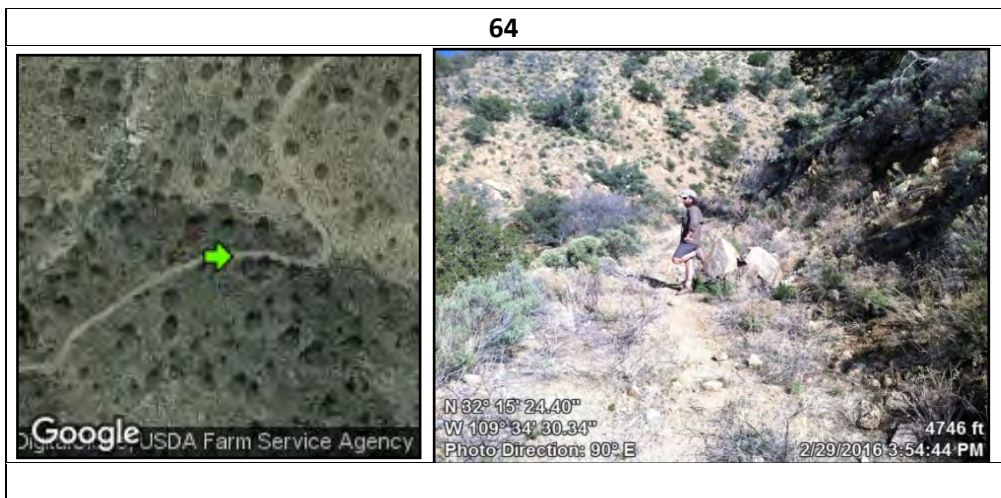 64
Google
USDA Farm Service Agency
N 32° 15' 24.40"
W 109° 34' 30.34"
Photo Direction: 90° E
4746 ft
2/29/2016 3:54:44 PM